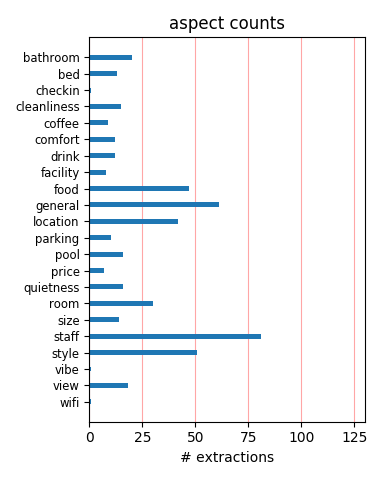 aspect counts
bathroom
bed
checkin
cleanliness
coffee
comfort
drink
facility
food
general
location
parking
pool
price
quietness
room
size
staff
style
vibe
view
wifi
0 25 50 75 100 125
# extractions